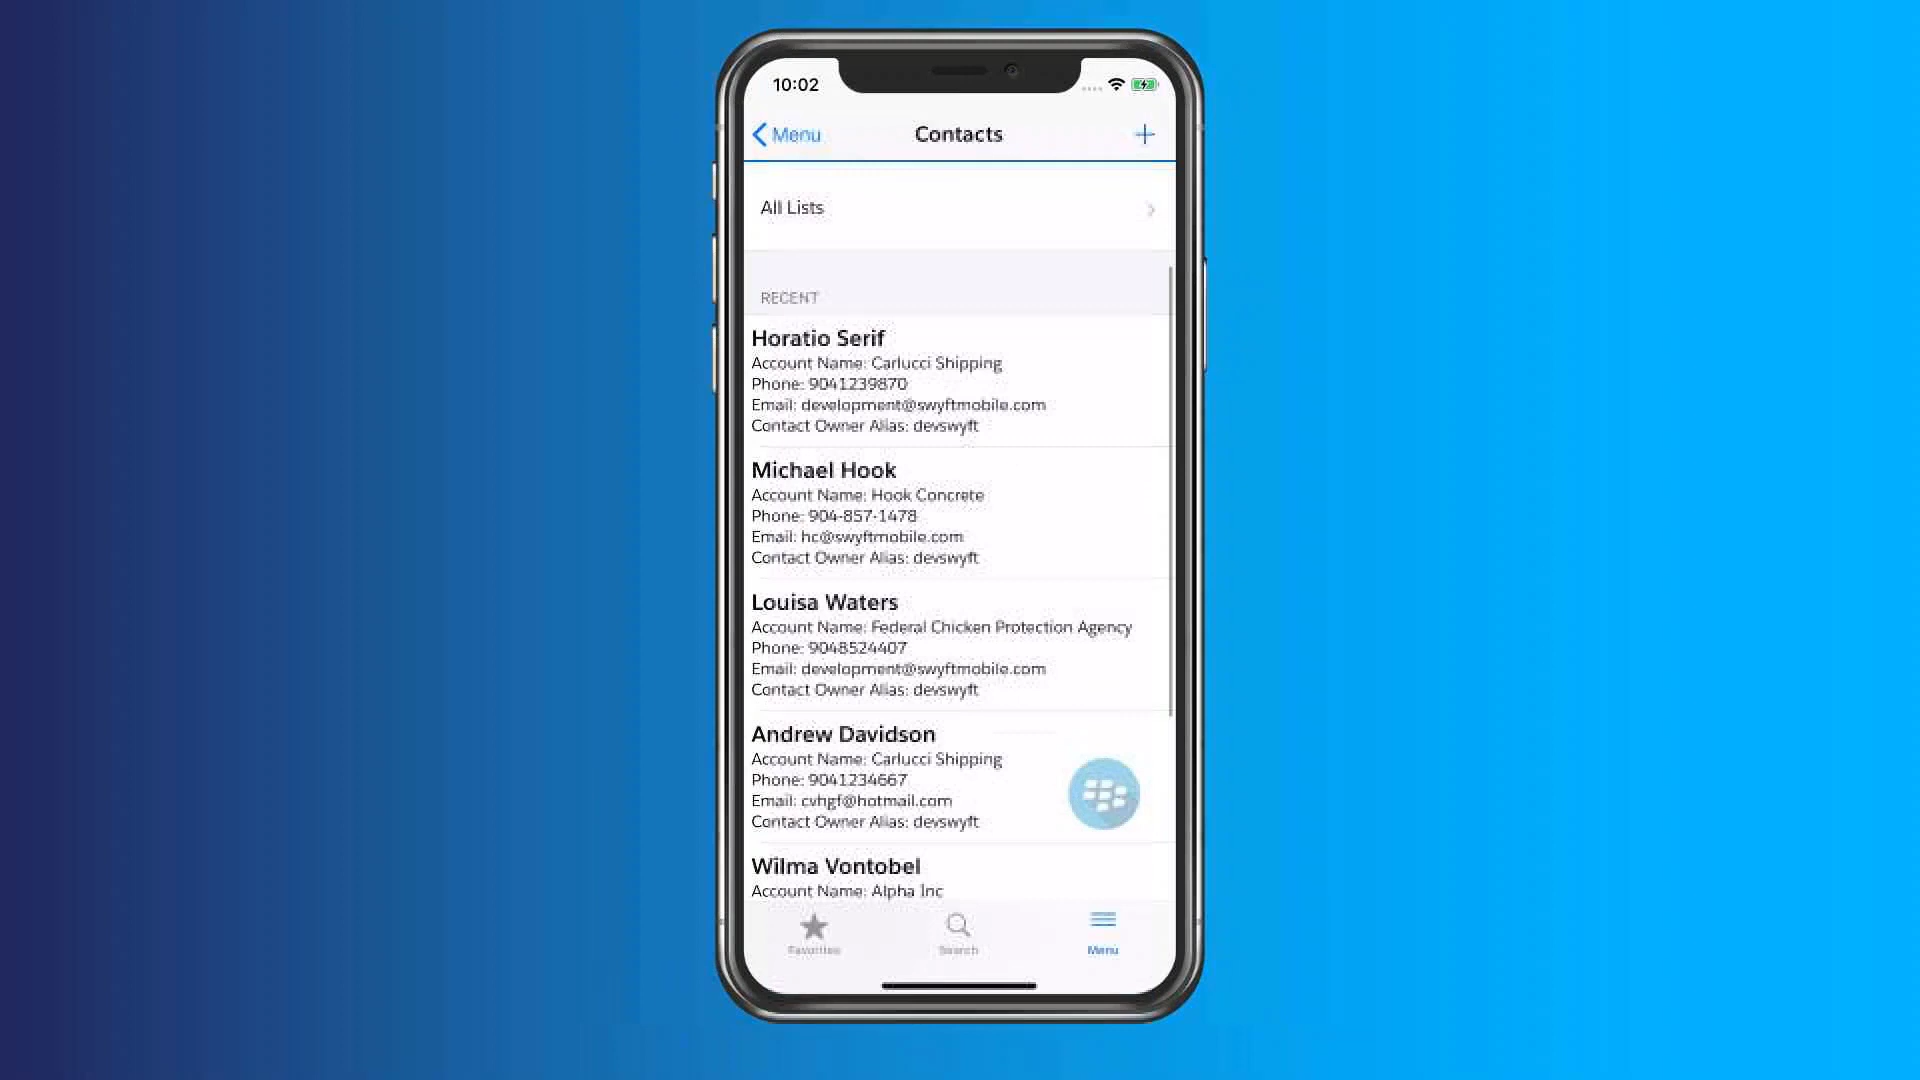 10:02
Menu
Contacts
All Lists
RECENT
Horatio Serif
Account Name: Carlucci Shipping
Phone: 9041239870
Email: development@swyftmobile.com
Contact Owner Alias: devswyft
Michael Hook
Account Name: Hook Concrete
Phone: 904-857-1478
Email: hc@swyftmobile.com
Contact Owner Alias: devswyft
Louisa Waters
Account Name: Federal Chicken Protection Agency
Phone: 9048524407
Email: development@swyftmobile.com
Contact Owner Alias: devswyft
Andrew Davidson
Account Name: Carlucci Shipping
Phone: 9041234667
Email: cvhgf@hotmail.com
Contact Owner Alias: devswyft
Wilma Vontobel
Account Name: Alpha Inc
Favorites
Search
Menu